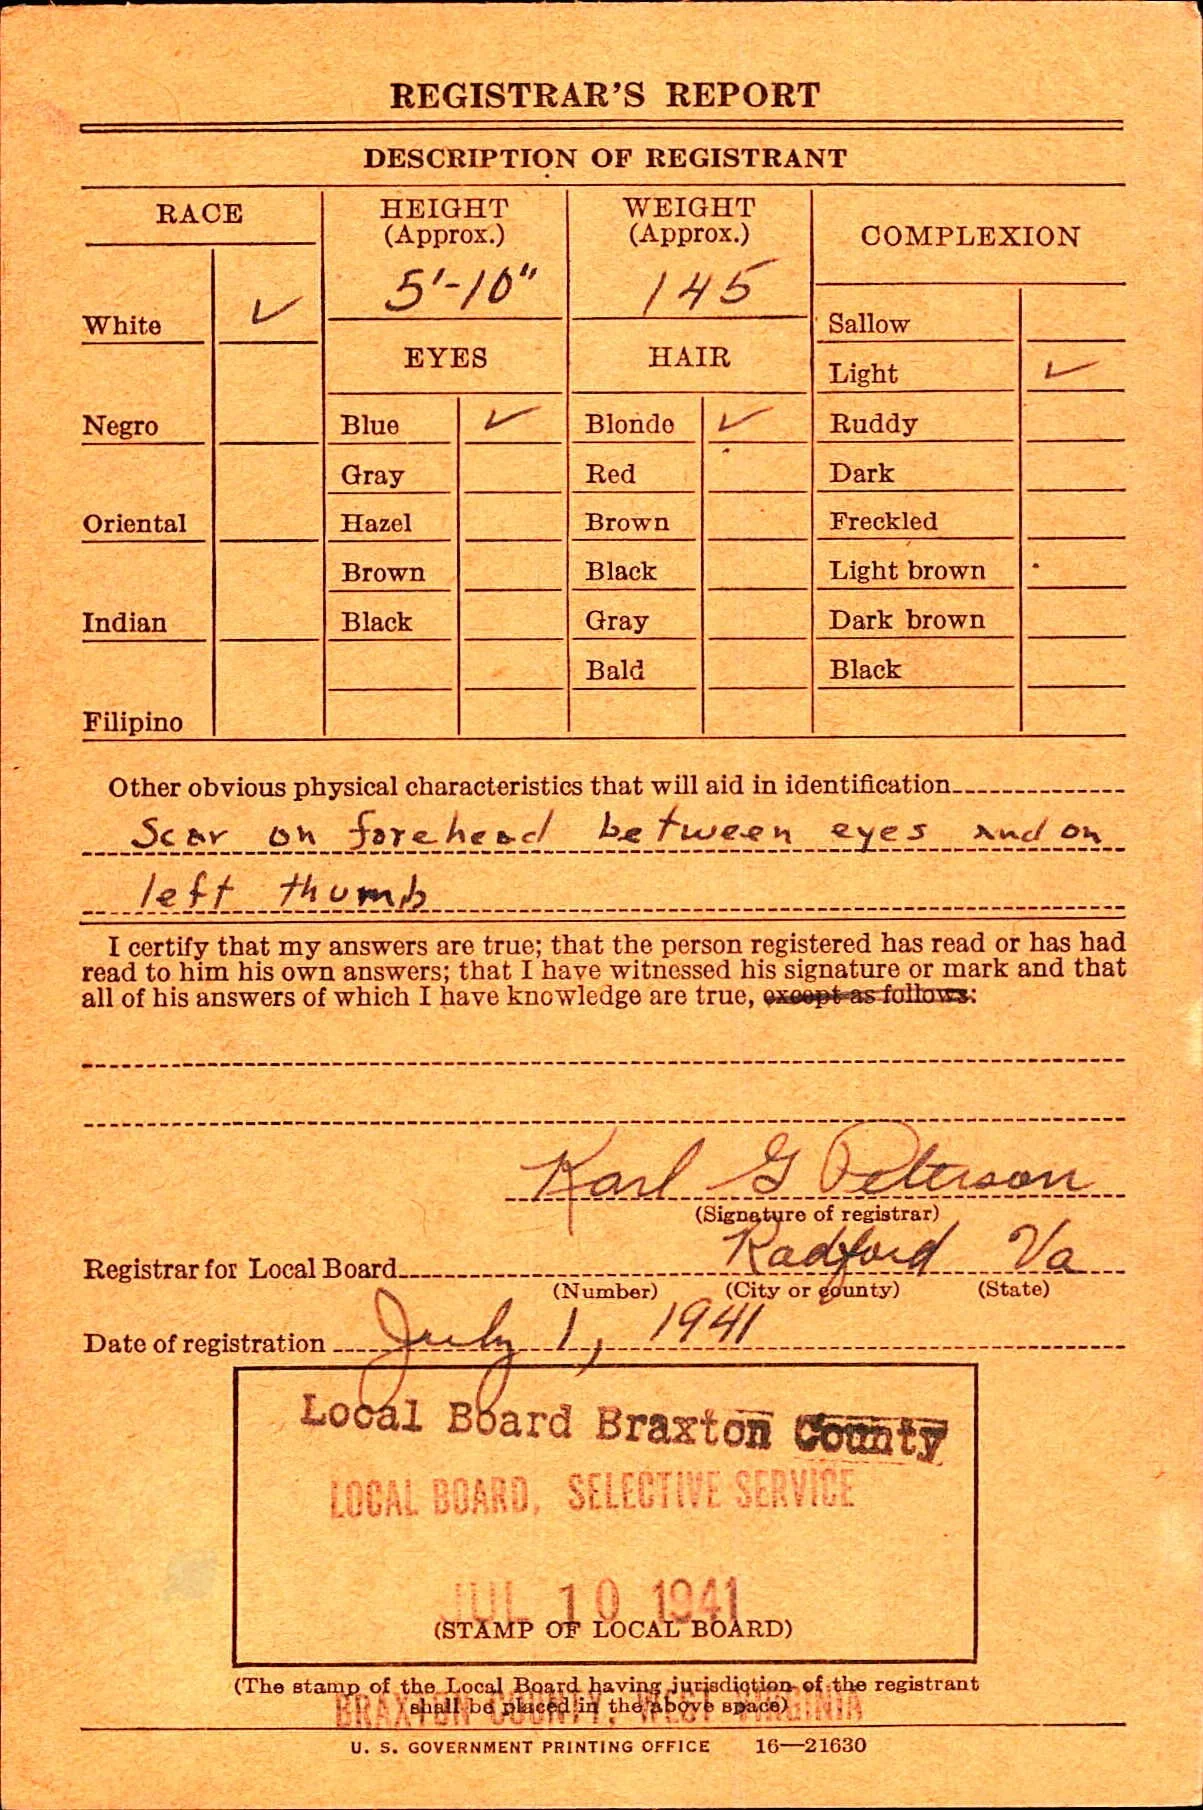 REGISTRAR'S REPORT
DESCRIPTION OF REGISTRANT
RACE
White ✓
Negro
Oriental
Indian
Filipino
HEIGHT
(Approx.)
5'-10"
EYES
Blue ✓
Gray
Hazel
Brown
Black
WEIGHT
(Approx.)
145
HAIR
Blonde ✓
Red
Brown
Black
Gray
Bald
COMPLEXION
Sallow
Light ✓
Ruddy
Dark
Freckled
Light brown
Dark brown
Black
Other obvious physical characteristics that will aid in identification
Scar on forehead between eyes and on
left thumb
I certify that my answers are true; that the person registered has read or has had
read to him his own answers; that I have witnessed his signature or mark and that
all of his answers of which I have knowledge are true, except as follows:
Karl G Peterson
(Signature of registrar)
Registrar for Local Board Radford Va
(Number) (City or county) (State)
Date of registration July 1, 1941
Local Board Braxton County
LOCAL BOARD, SELECTIVE SERVICE
JUL 10 1941
(STAMP OF LOCAL BOARD)
(The stamp of the Local Board having jurisdiction of the registrant
shall be placed in the above space)
BRAXTON COUNTY, WEST VIRGINIA
U. S. GOVERNMENT PRINTING OFFICE 16—21630